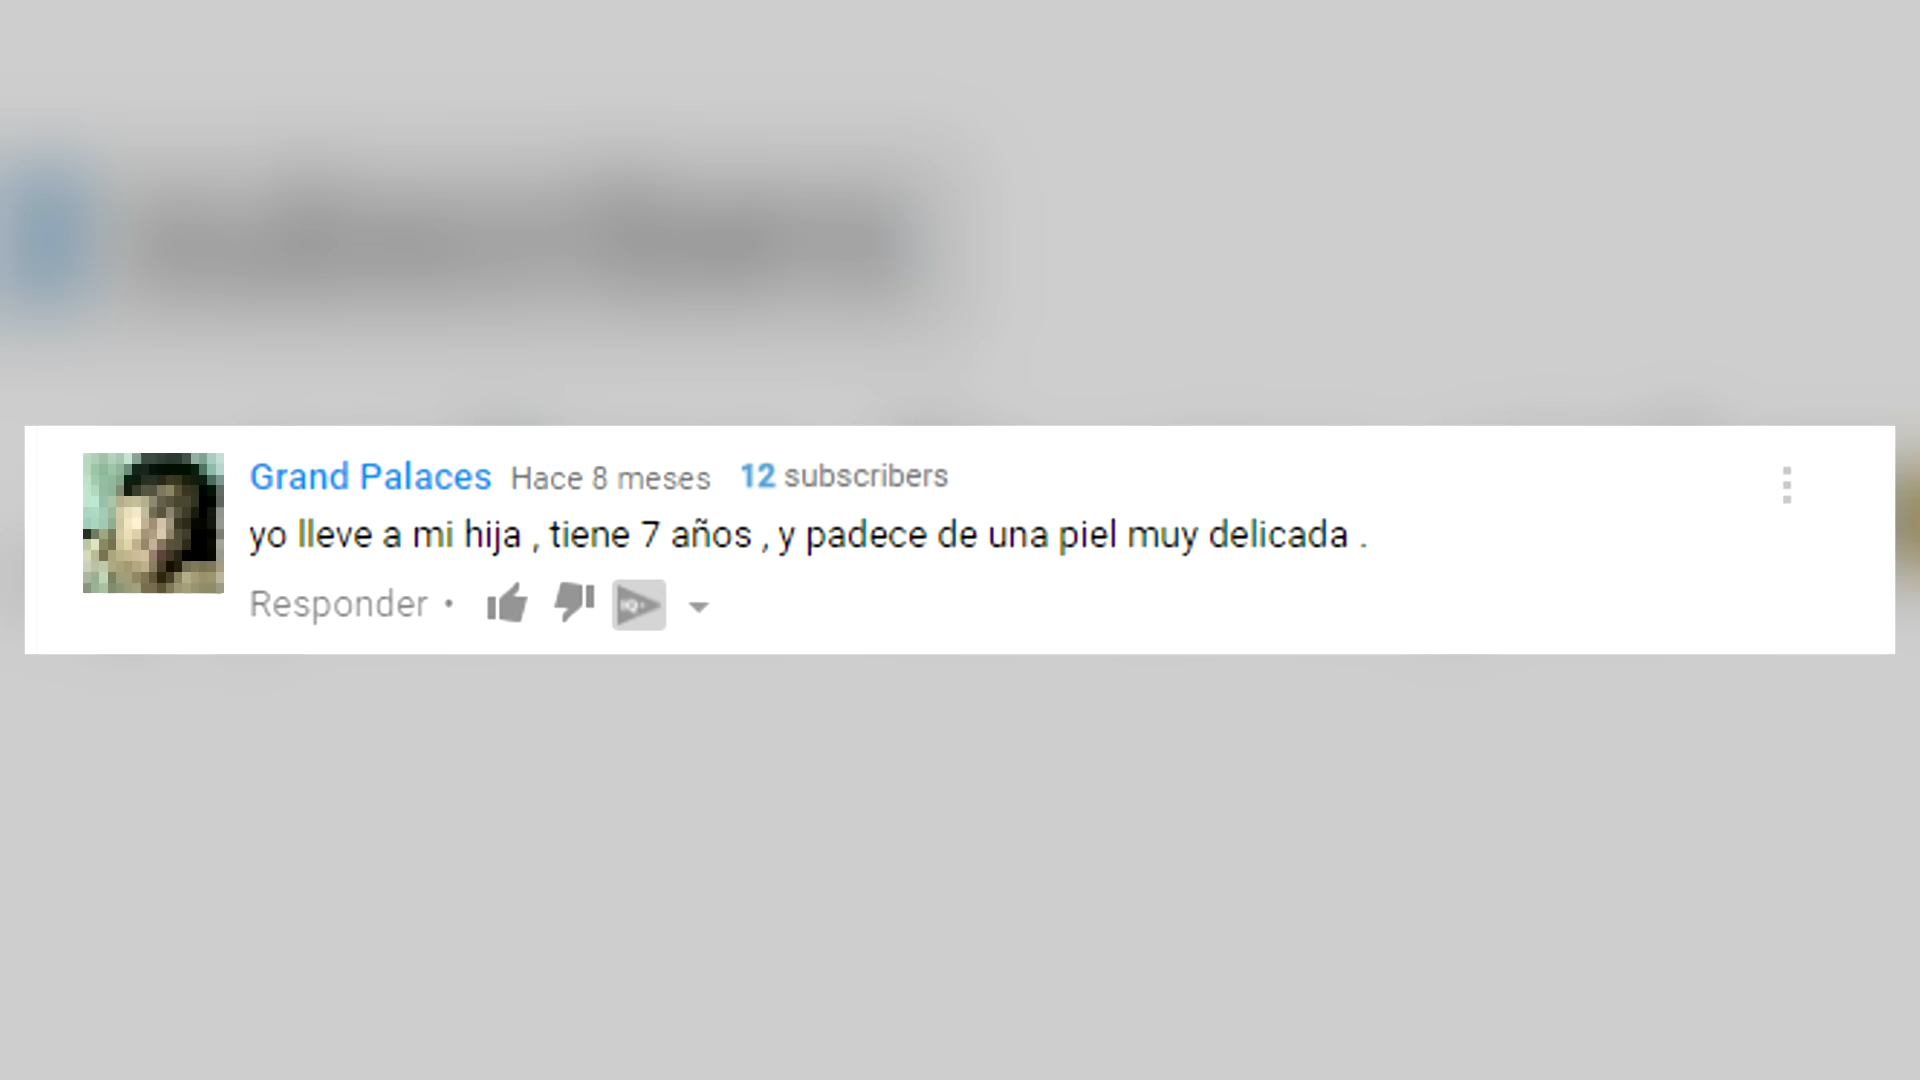 Grand Palaces Hace 8 meses 12 subscribers
yo lleve a mi hija , tiene 7 años , y padece de una piel muy delicada .
Responder •
IQ+